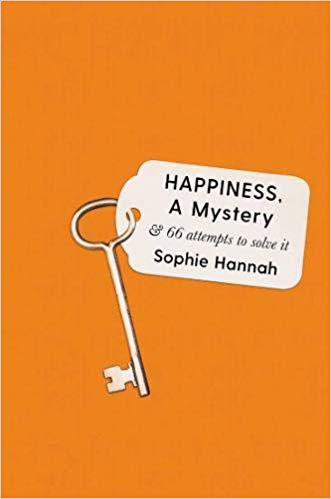 HAPPINESS,
A Mystery
& 66 attempts to solve it
Sophie Hannah